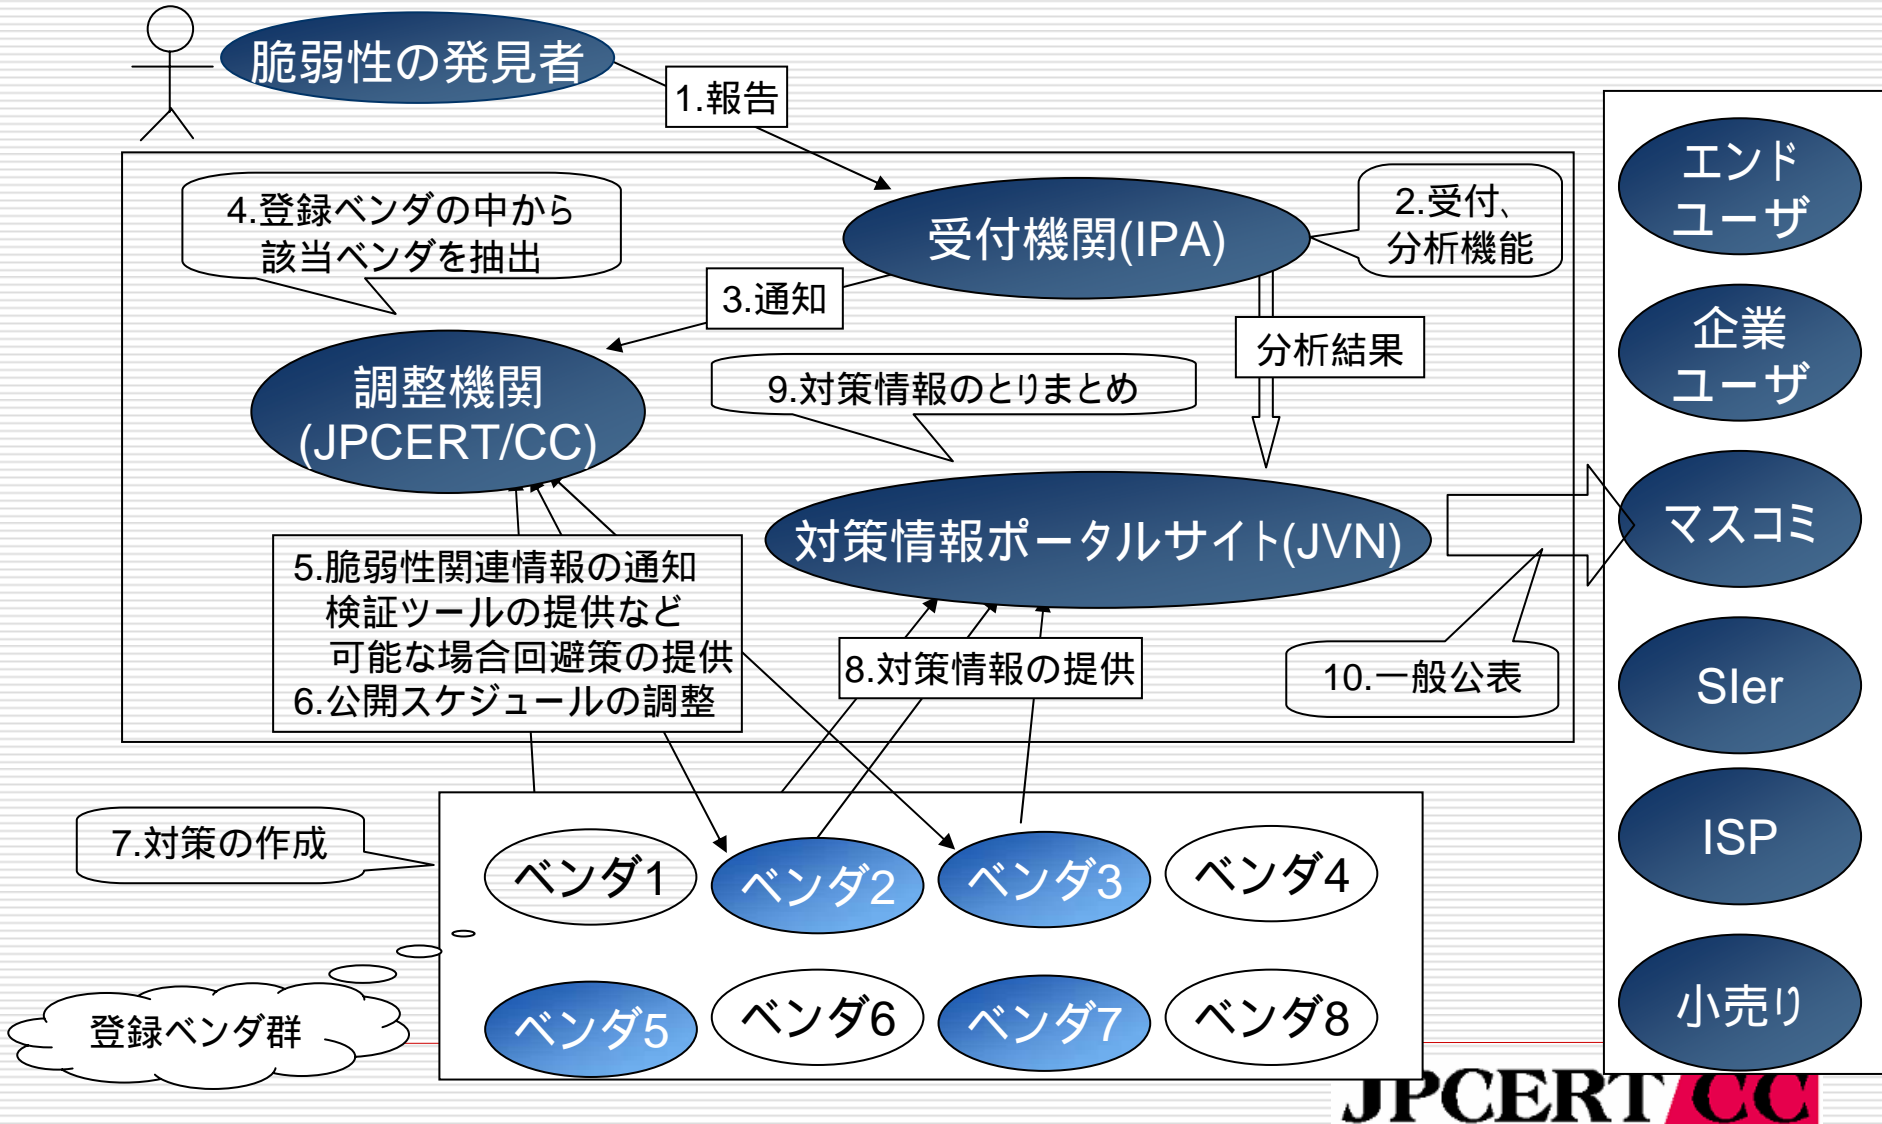 脆弱性の発見者
1.報告
4.登録ベンダの中から
該当ベンダを抽出
受付機関(IPA)
2.受付、
分析機能
3.通知
分析結果
調整機関
(JPCERT/CC)
9.対策情報のとりまとめ
対策情報ポータルサイト(JVN)
5.脆弱性関連情報の通知
検証ツールの提供など
可能な場合回避策の提供
6.公開スケジュールの調整
8.対策情報の提供
10.一般公表
7.対策の作成
ベンダ1
ベンダ2
ベンダ3
ベンダ4
ベンダ5
ベンダ6
ベンダ7
ベンダ8
登録ベンダ群
エンド
ユーザ
企業
ユーザ
マスコミ
SIer
ISP
小売り
JPCERT/CC